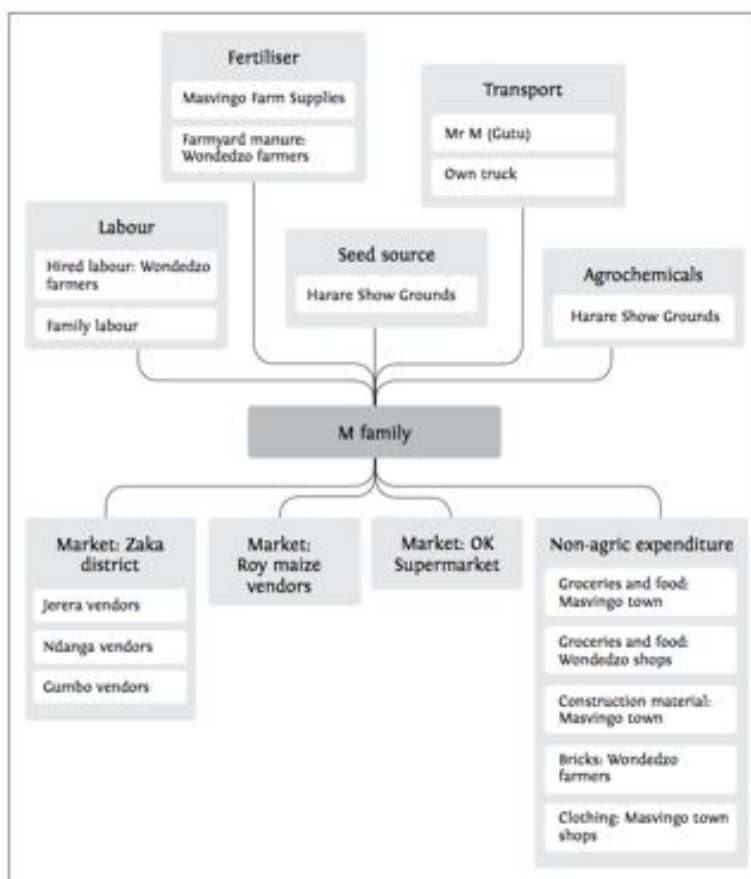 Fertiliser
Masvingo Farm Supplies
Farmyard manure:
Wondedzo farmers
Transport
Mr M (Gutu)
Own truck
Labour
Hired labour: Wondedzo
farmers
Family labour
Seed source
Harare Show Grounds
Agrochemicals
Harare Show Grounds
M family
Market: Zaka
district
Jerera vendors
Ndanga vendors
Gumbo vendors
Market:
Roy maize
vendors
Market: OK
Supermarket
Non-agric expenditure
Groceries and food:
Masvingo town
Groceries and food:
Wondedzo shops
Construction material:
Masvingo town
Bricks: Wondedzo
farmers
Clothing: Masvingo town
shops